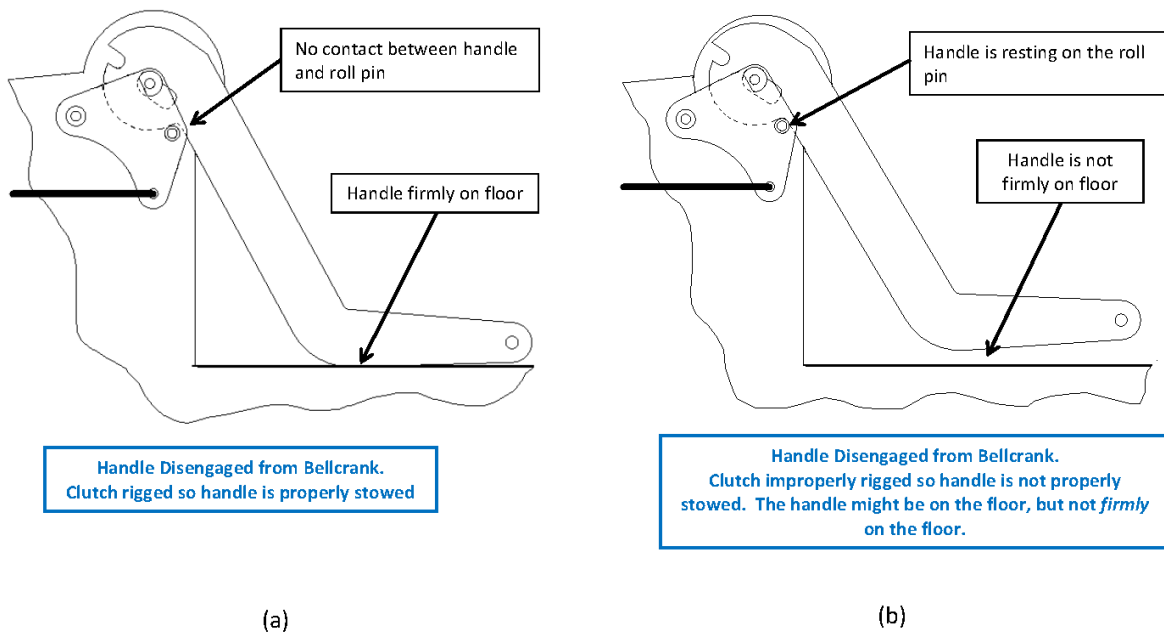 No contact between handle
and roll pin
Handle firmly on floor
Handle Disengaged from Bellcrank.
Clutch rigged so handle is properly stowed
(a)
Handle is resting on the roll
pin
Handle is not
firmly on floor
Handle Disengaged from Bellcrank.
Clutch improperly rigged so handle is not properly
stowed.  The handle might be on the floor, but not firmly
on the floor.
(b)